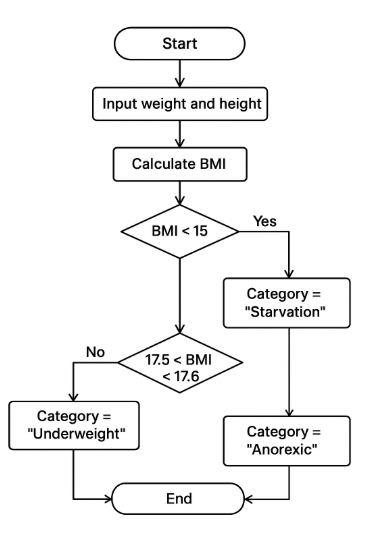 Start
Input weight and height
Calculate BMI
BMI < 15
Yes
Category =
"Starvation"
No
17.5 < BMI
< 17.6
Category =
"Underweight"
Category =
"Anorexic"
End